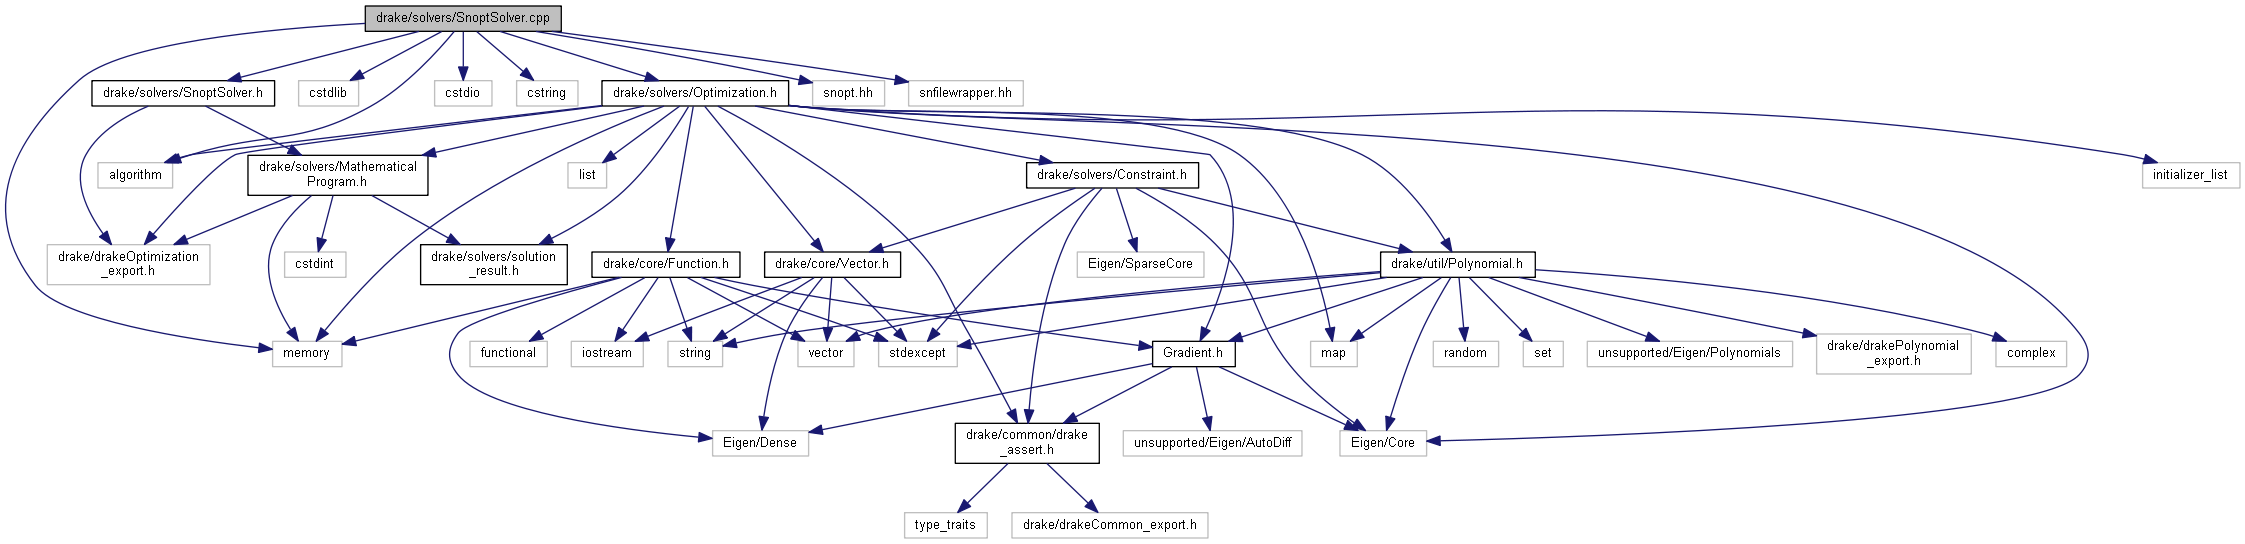 drake/solvers/SnoptSolver.cpp
drake/solvers/SnoptSolver.h
cstdlib
cstdio
cstring
drake/solvers/Optimization.h
snopt.hh
snfilewrapper.hh
algorithm
drake/solvers/Mathematical
Program.h
list
drake/solvers/Constraint.h
initializer_list
drake/drakeOptimization
_export.h
cstdint
drake/solvers/solution
_result.h
drake/core/Function.h
drake/core/Vector.h
Eigen/SparseCore
drake/util/Polynomial.h
memory
functional
iostream
string
vector
stdexcept
Gradient.h
map
random
set
unsupported/Eigen/Polynomials
drake/drakePolynomial
_export.h
complex
Eigen/Dense
drake/common/drake
_assert.h
unsupported/Eigen/AutoDiff
Eigen/Core
type_traits
drake/drakeCommon_export.h